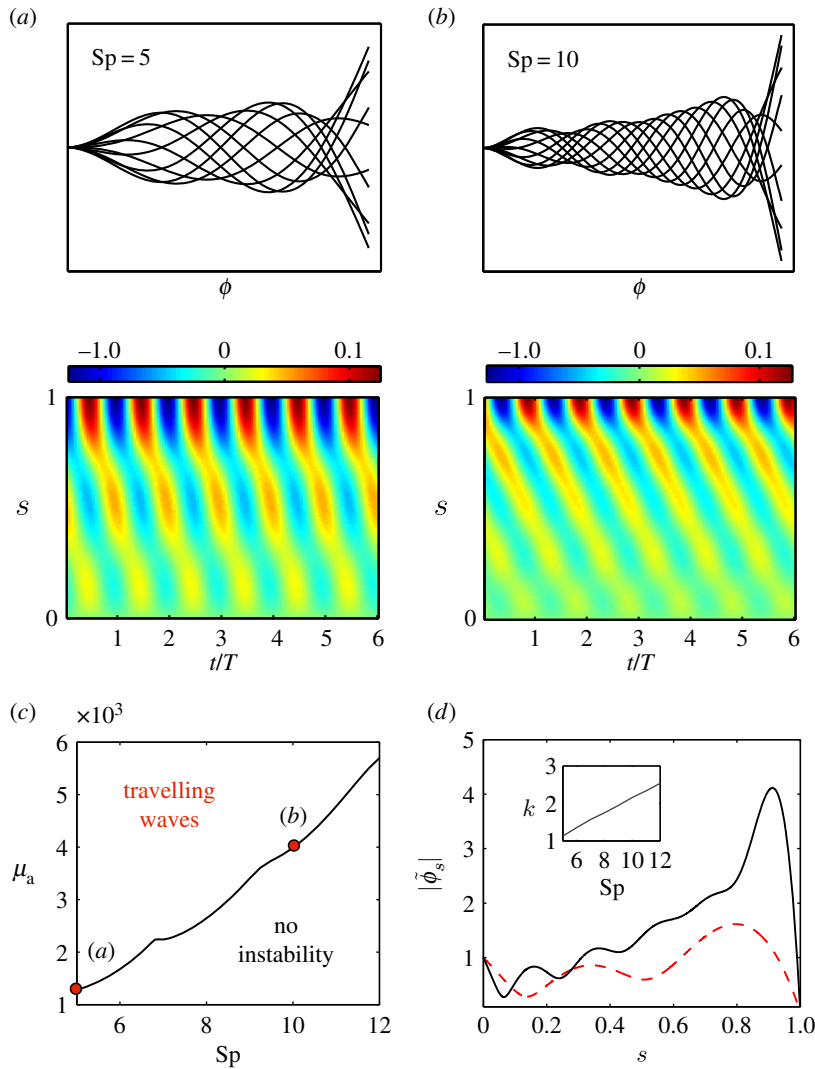 (a)
(b)
Sp = 5
Sp = 10
ϕ
ϕ
−1.0 0 0.1
−1.0 0 0.1
1
s
0
1 2 3 4 5 6
t/T
1
s
0
1 2 3 4 5 6
t/T
(c)
×10³
6
5
4
3
2
1
μₐ
travelling
waves
(b)
no
instability
(a)
6 8 10 12
Sp
(d)
5
4
3
2
1
|ϕ̃ₛ|
3
2
1
k
6 8 10 12
Sp
0 0.2 0.4 0.6 0.8 1.0
s